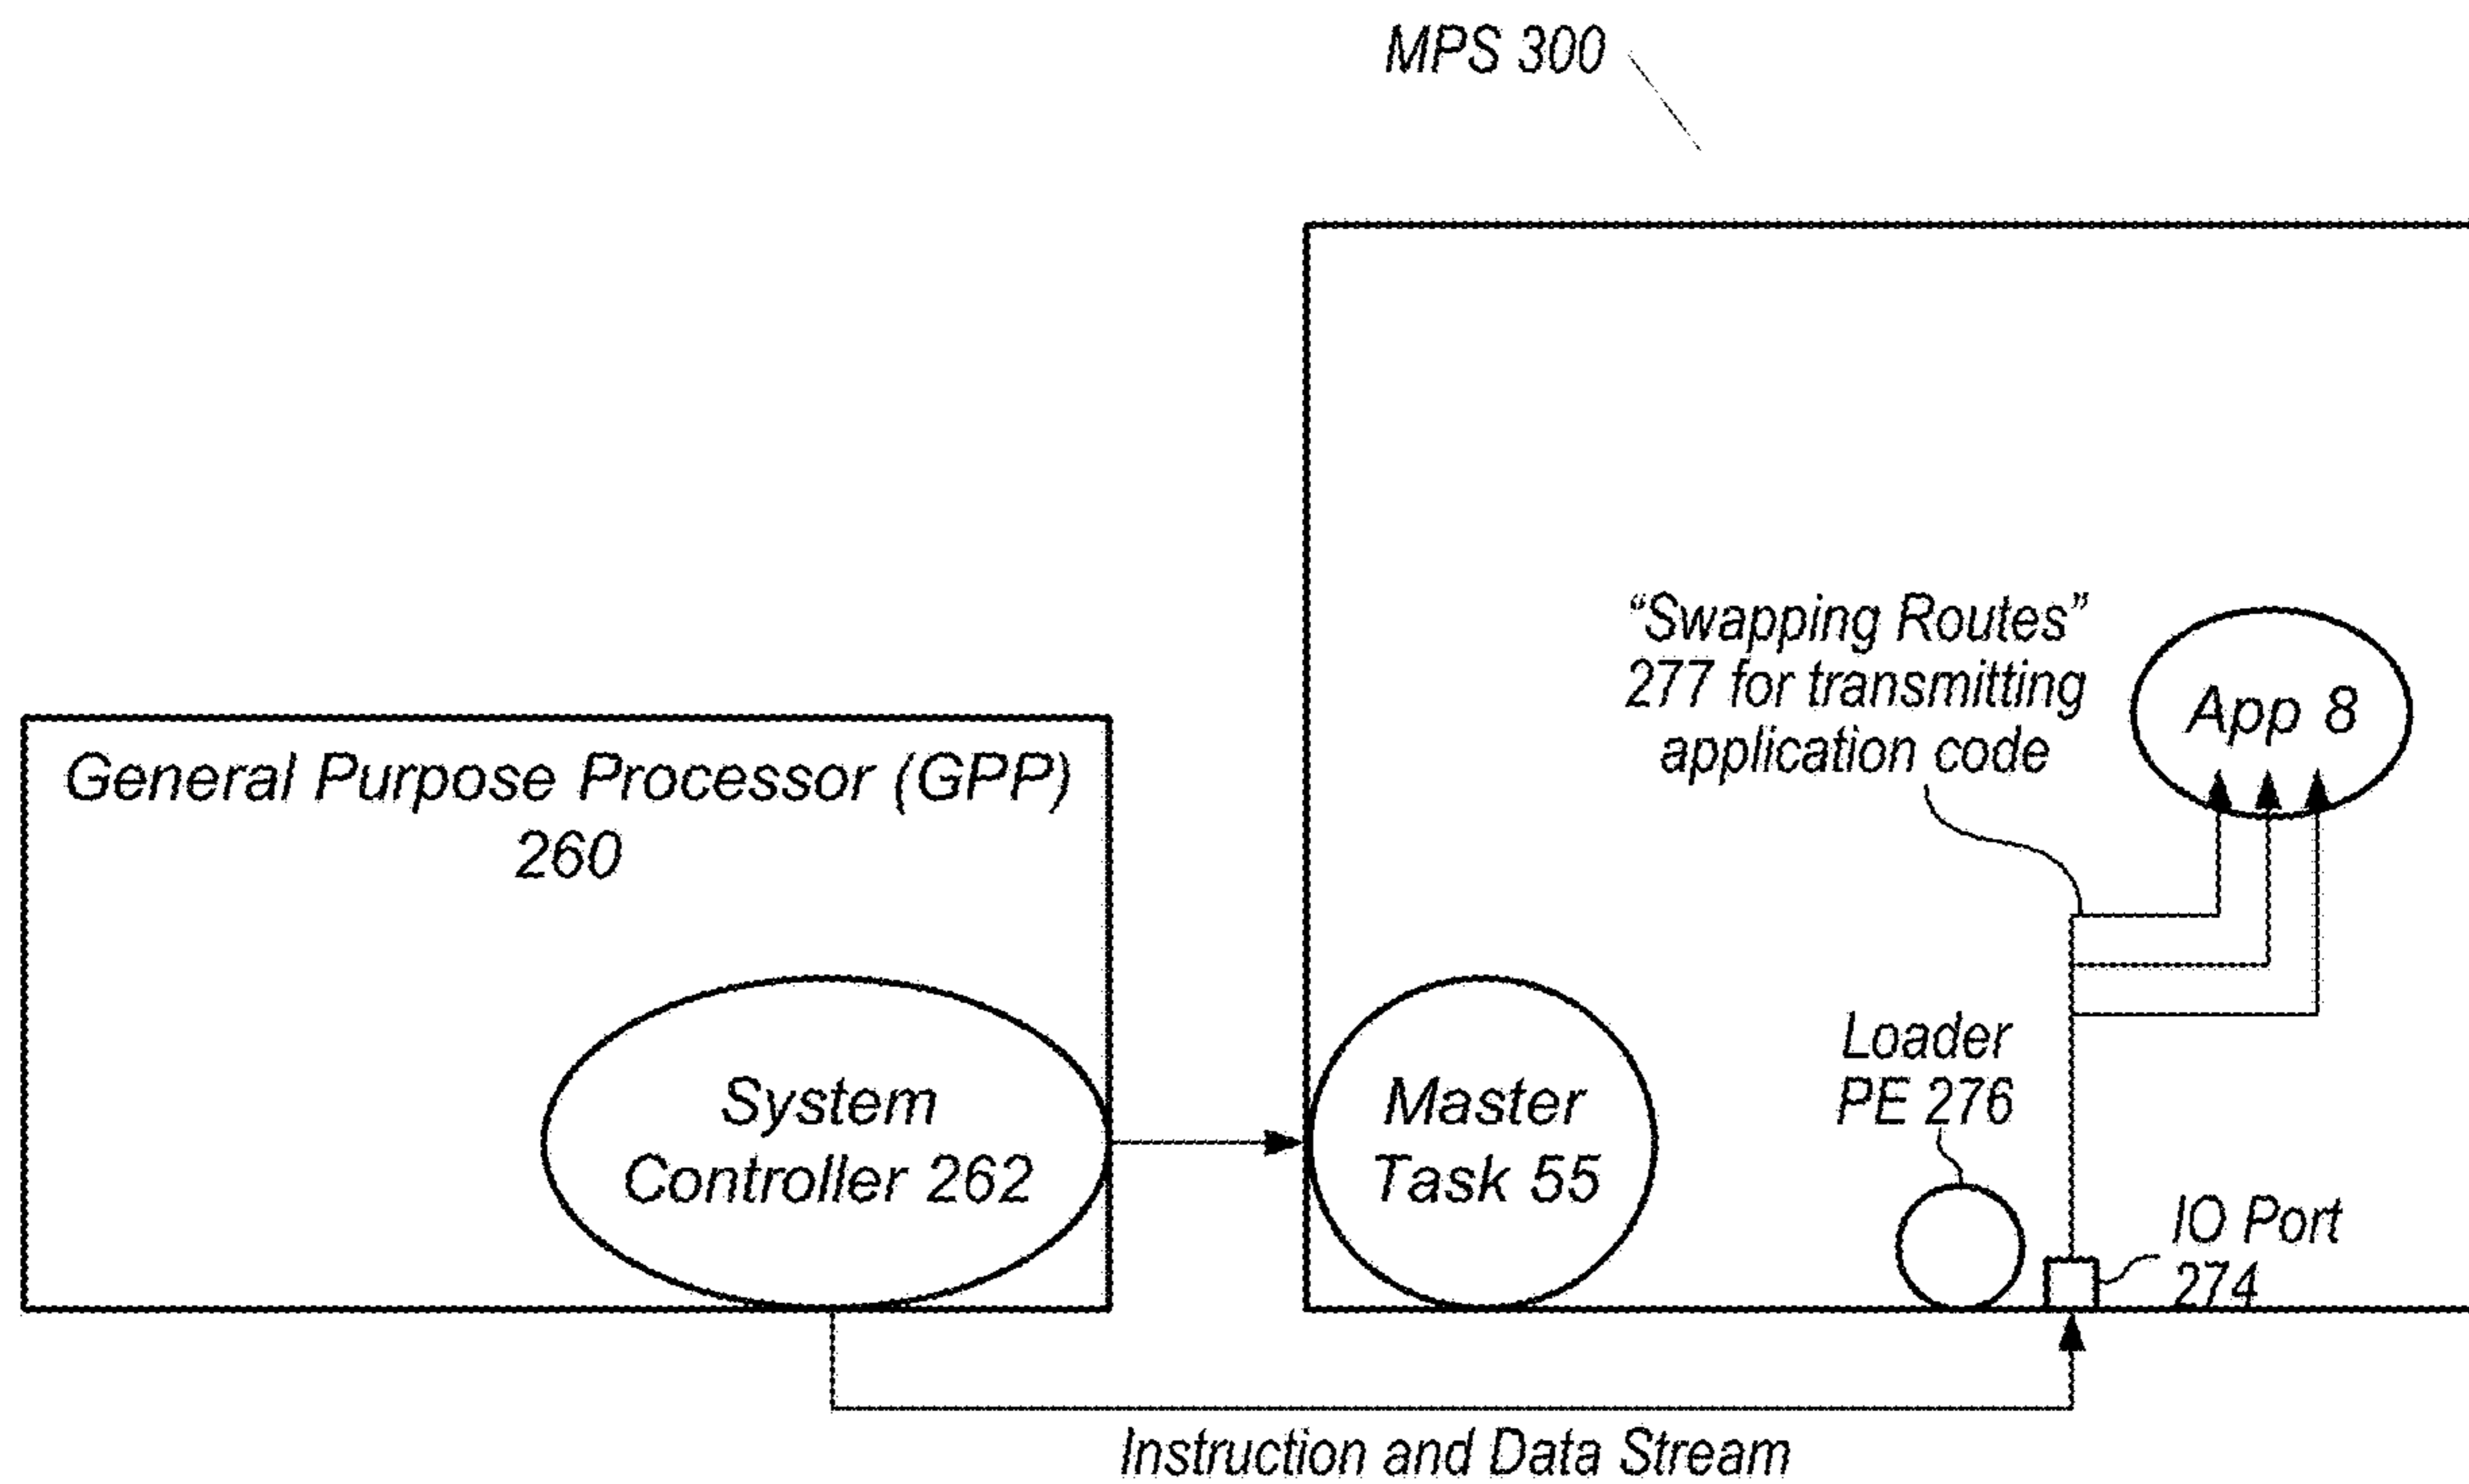 MPS 300
“Swapping Routes”
277 for transmitting
application code
App 8
General Purpose Processor (GPP)
260
System
Controller 262
Master
Task 55
Loader
PE 276
IO Port
274
Instruction and Data Stream